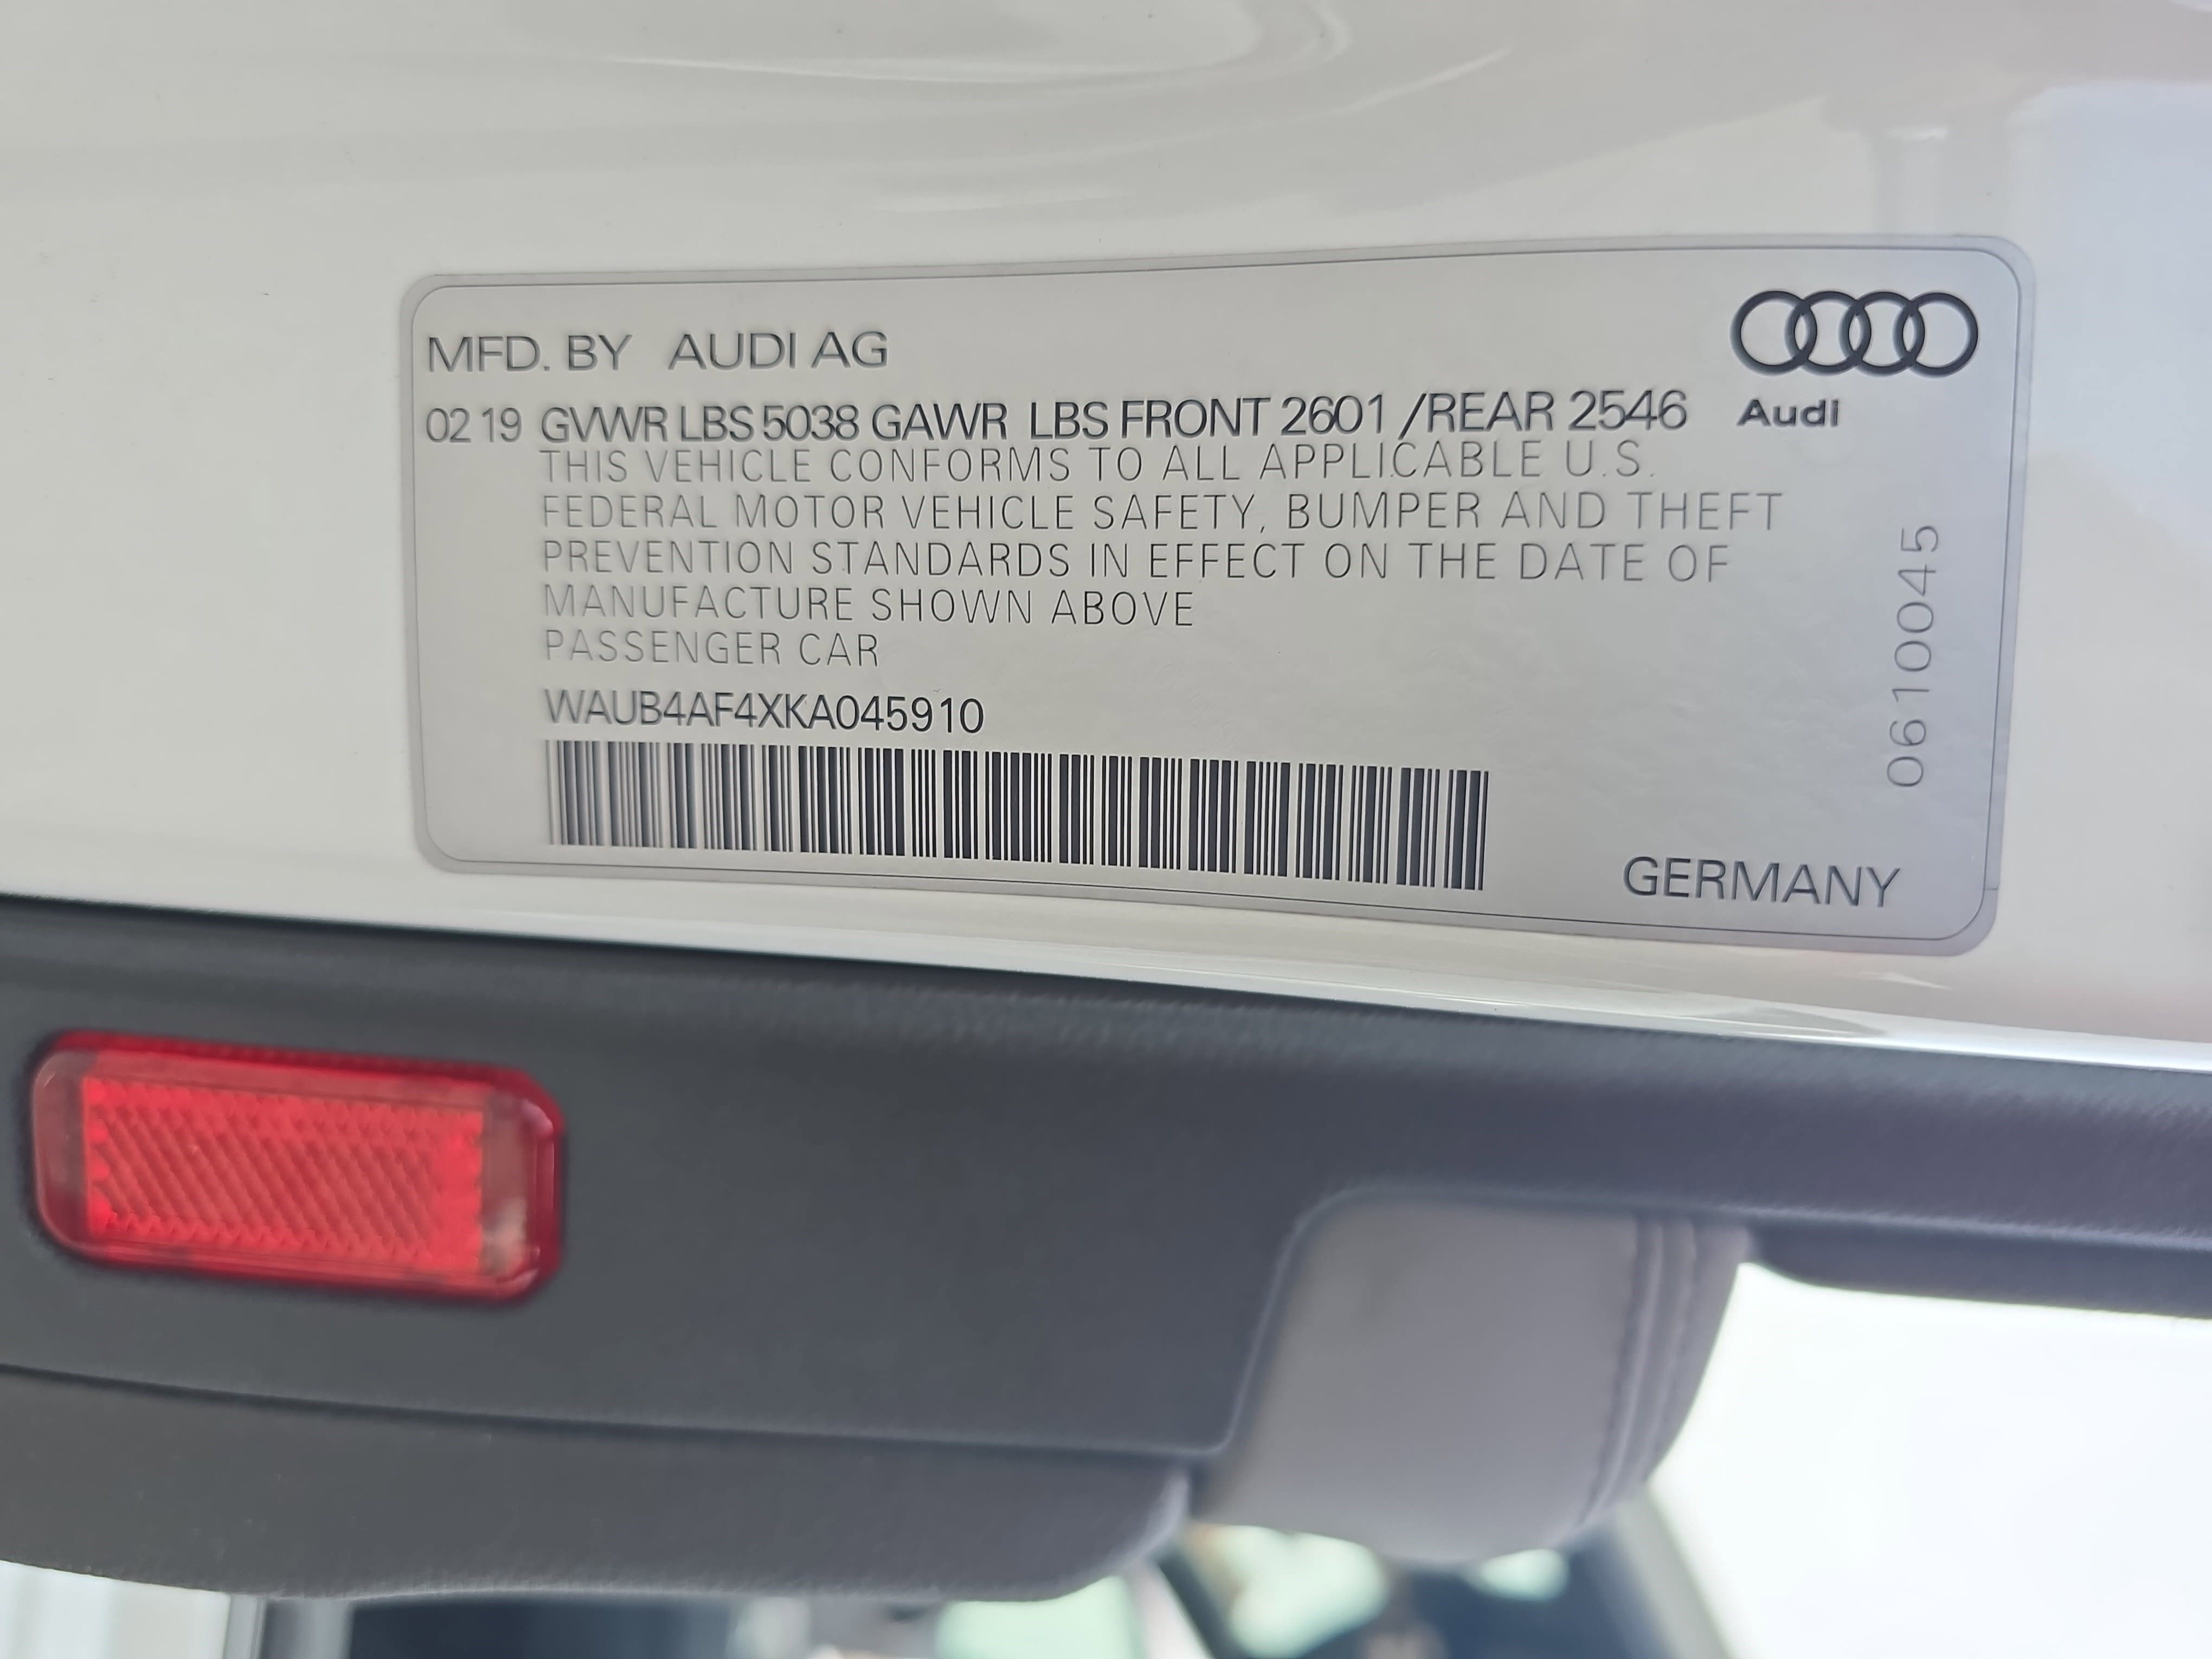 MFD. BY AUDI AG
02 19 GVWR LBS 5038 GAWR LBS FRONT 2601 /REAR 2546
Audi
THIS VEHICLE CONFORMS TO ALL APPLICABLE U.S.
FEDERAL MOTOR VEHICLE SAFETY, BUMPER AND THEFT
PREVENTION STANDARDS IN EFFECT ON THE DATE OF
MANUFACTURE SHOWN ABOVE
PASSENGER CAR
WAUB4AF4XKA045910
0610045
GERMANY